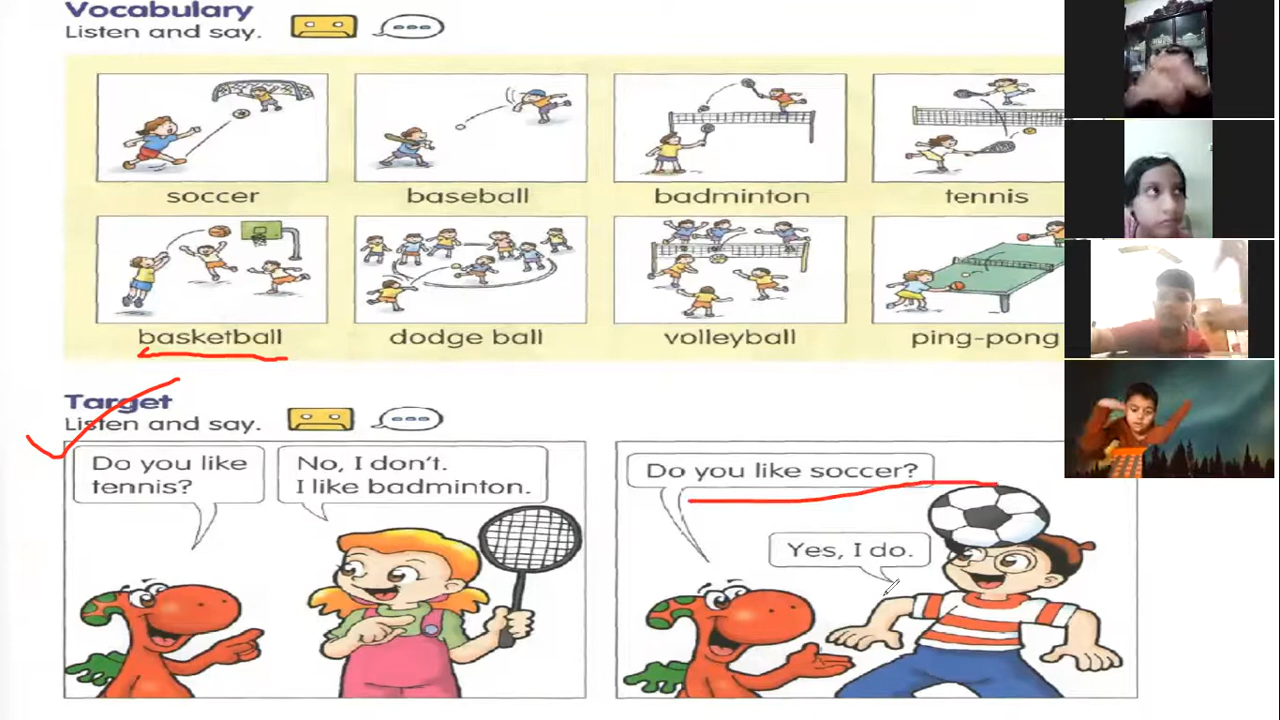 Vocabulary
Listen and say.
soccer
baseball
badminton
tennis
basketball
dodge ball
volleyball
ping-pong
Target
Listen and say.
Do you like
tennis?
No, I don't.
I like badminton.
Do you like soccer?
Yes, I do.